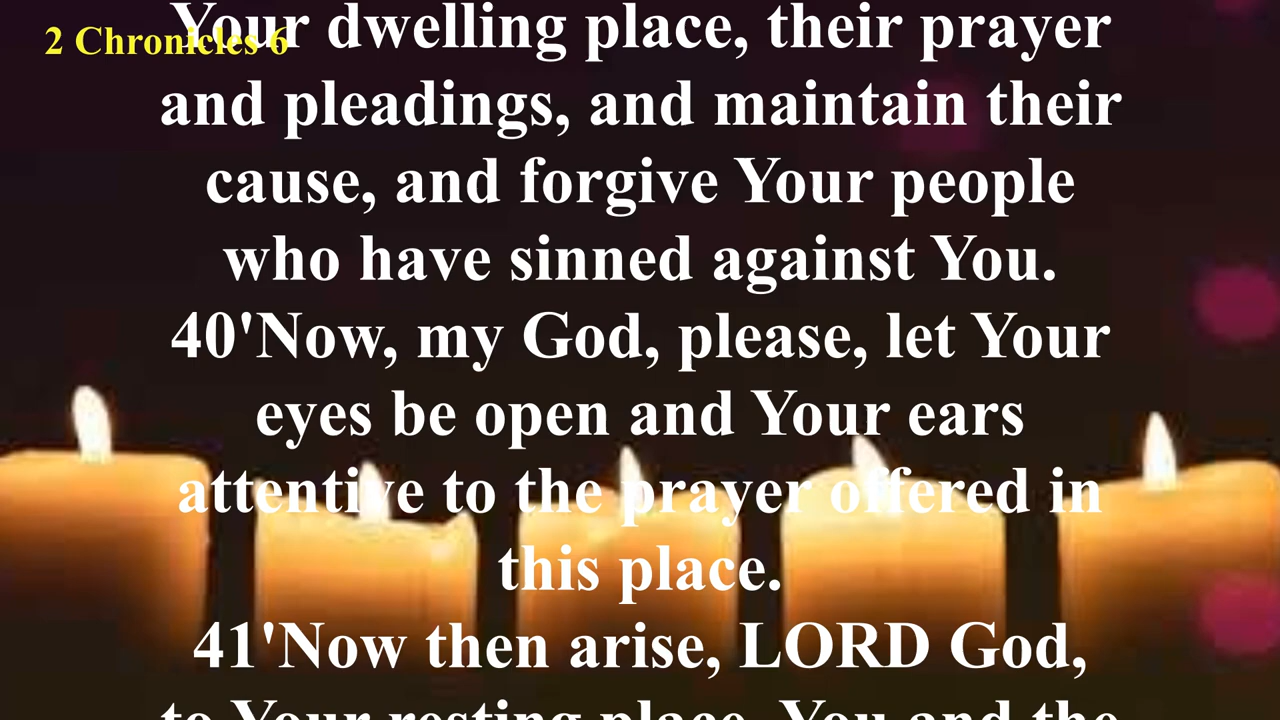 2 Chronicles 6
Your dwelling place, their prayer
and pleadings, and maintain their
cause, and forgive Your people
who have sinned against You.
40'Now, my God, please, let Your
eyes be open and Your ears
attentive to the prayer offered in
this place.
41'Now then arise, LORD God,
to Your resting place, You and the